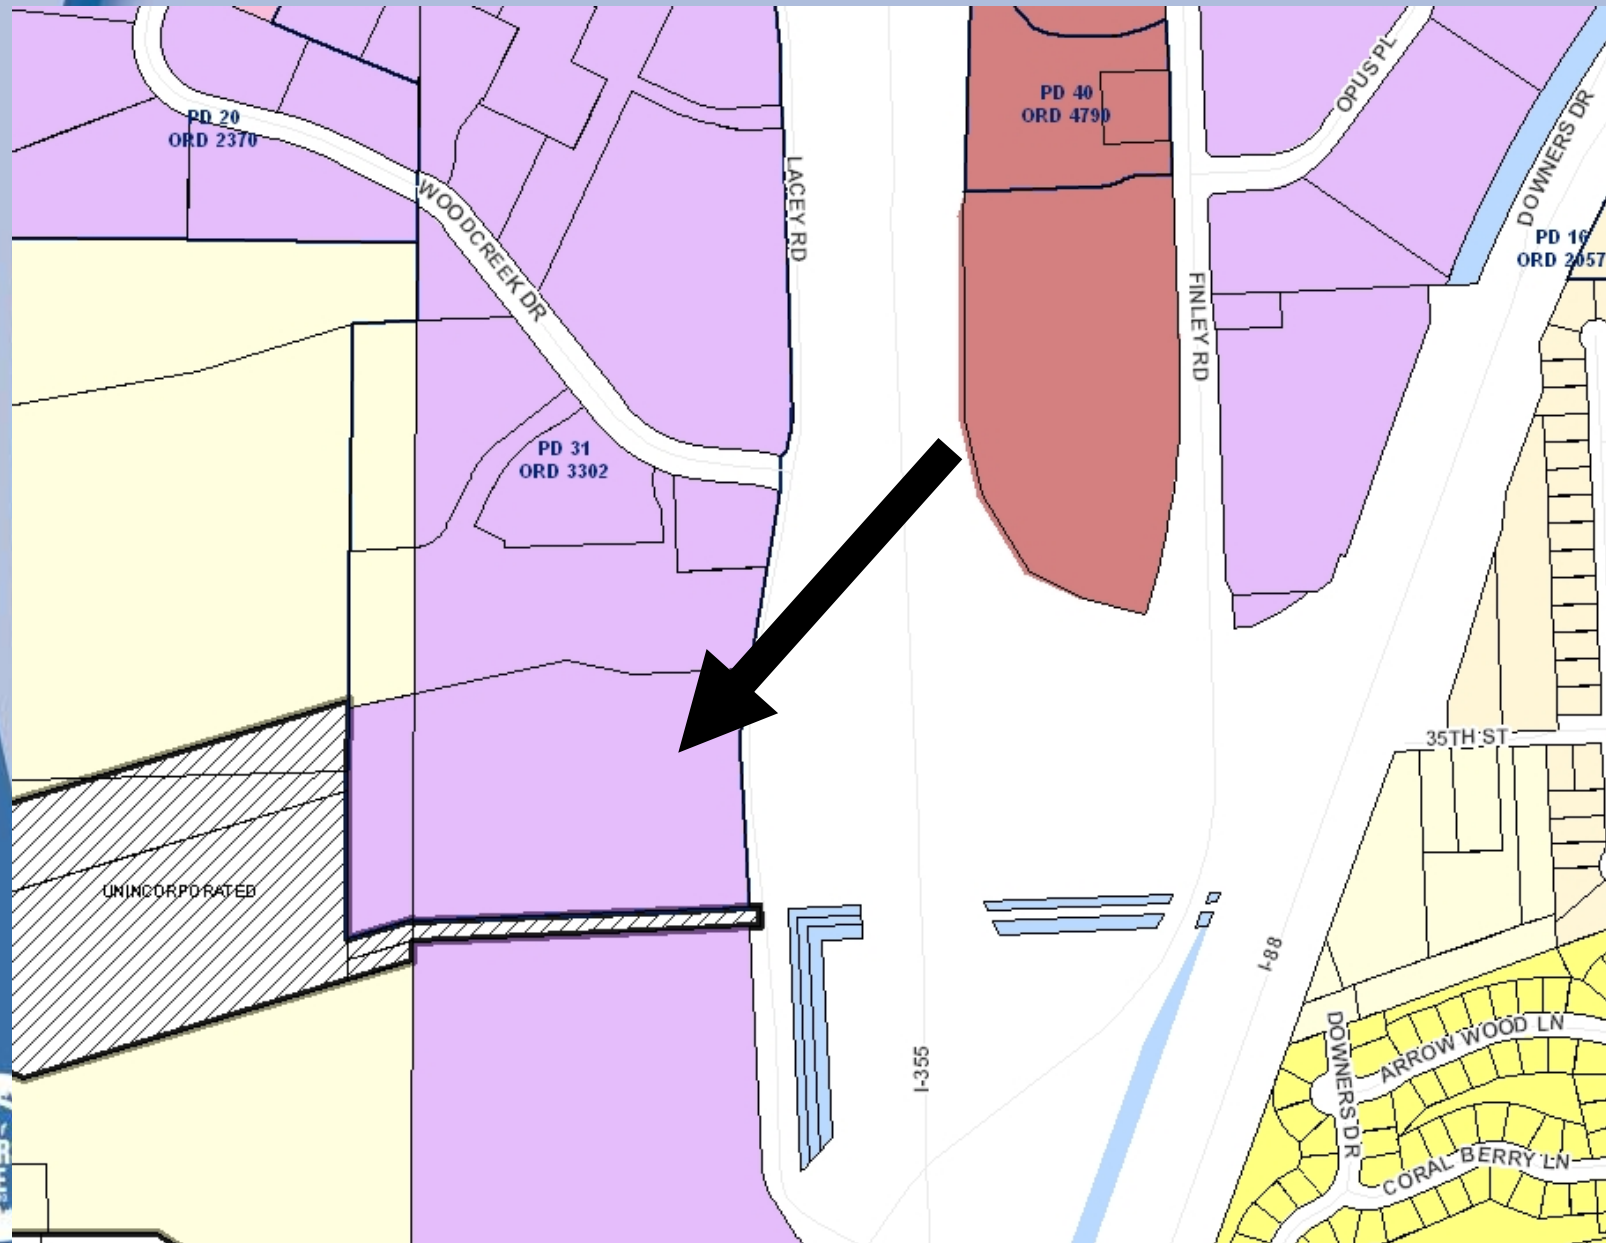 PD 20
ORD 2370
PD 40
ORD 4790
OPUS PL
DOWNERS DR
LACEY RD
WOODCREEK DR
PD 16
ORD 2057
FINLEY RD
PD 31
ORD 3302
35TH ST
UNINCORPORATED
I-88
I-355
DOWNERS DR
ARROW WOOD LN
CORAL BERRY LN